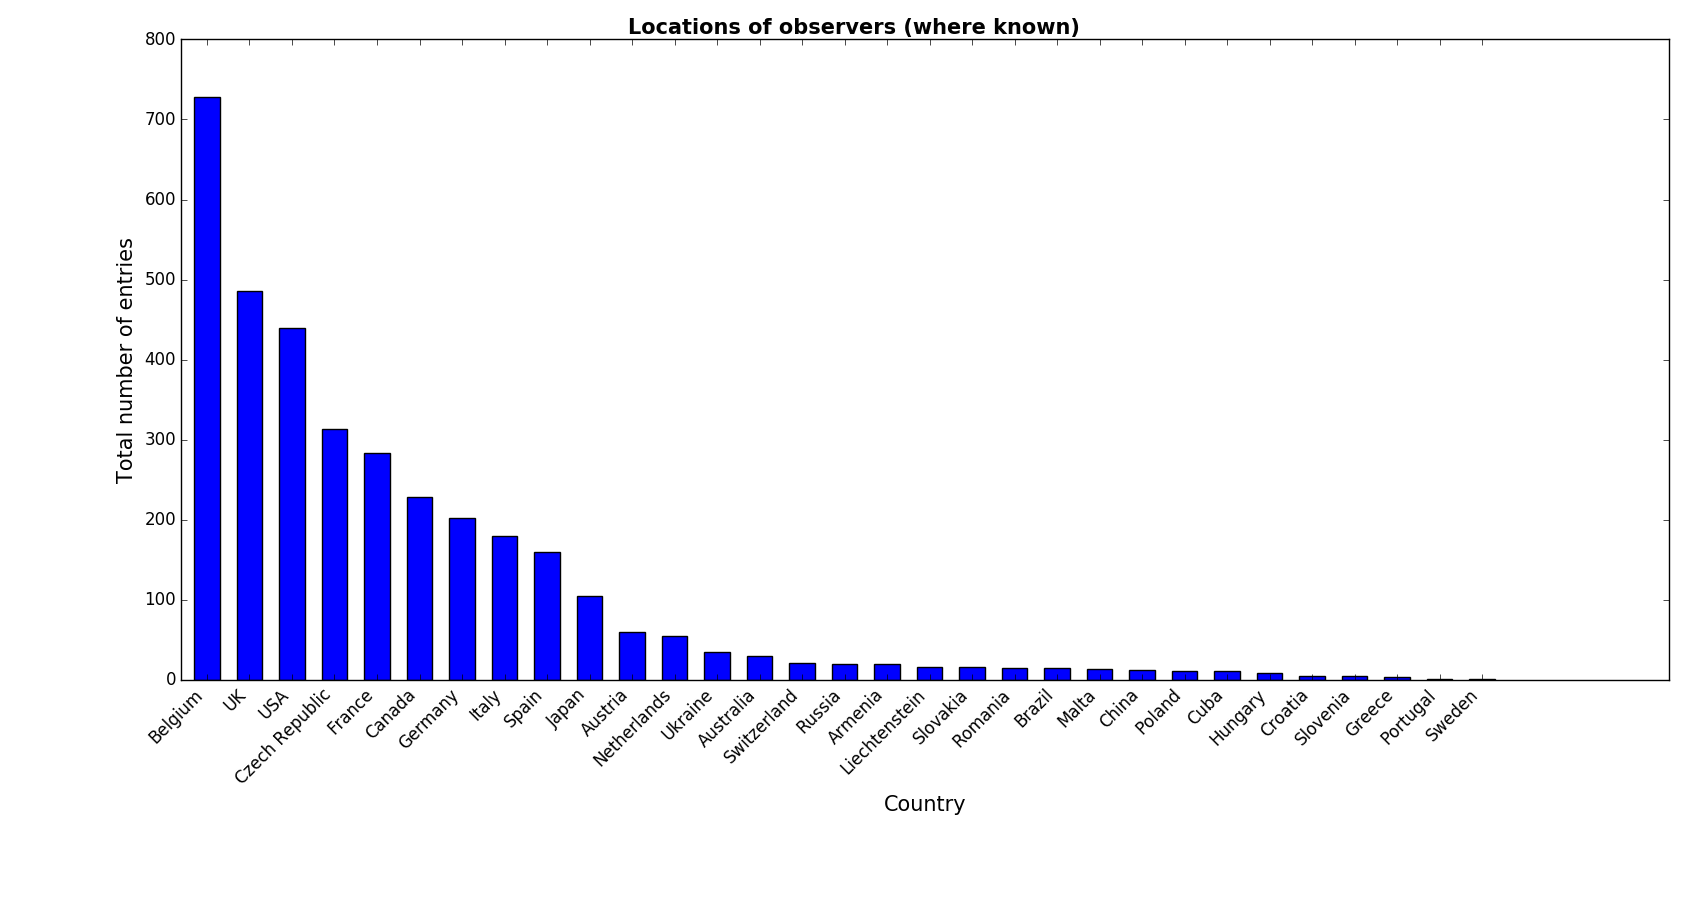 Locations of observers (where known)
800
700
600
500
400
300
200
100
0
Total number of entries
Belgium
UK
USA
Czech Republic
France
Canada
Germany
Italy
Spain
Japan
Austria
Netherlands
Ukraine
Australia
Switzerland
Russia
Armenia
Liechtenstein
Slovakia
Romania
Brazil
Malta
China
Poland
Cuba
Hungary
Croatia
Slovenia
Greece
Portugal
Sweden
Country